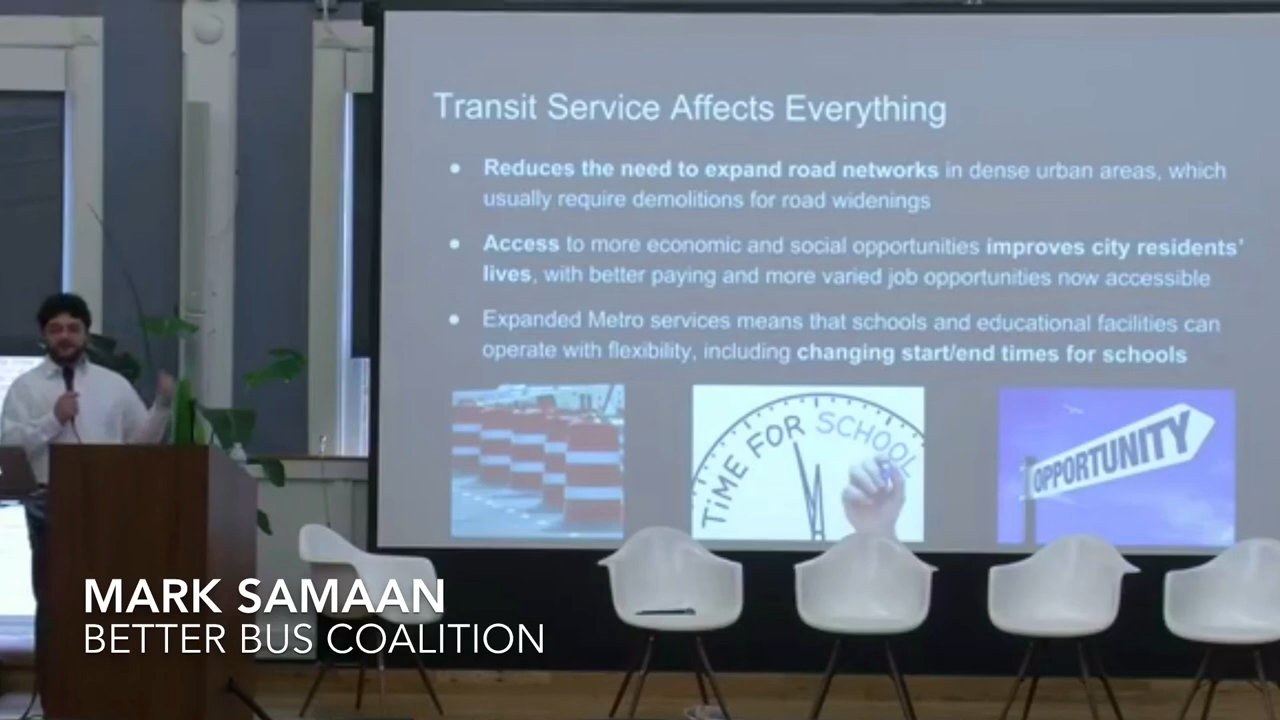 Transit Service Affects Everything
● Reduces the need to expand road networks in dense urban areas, which
usually require demolitions for road widenings
● Access to more economic and social opportunities improves city residents'
lives, with better paying and more varied job opportunities now accessible
● Expanded Metro services means that schools and educational facilities can
operate with flexibility, including changing start/end times for schools
TiME FOR SCHOOL
OPPORTUNITY
MARK SAMAAN
BETTER BUS COALITION